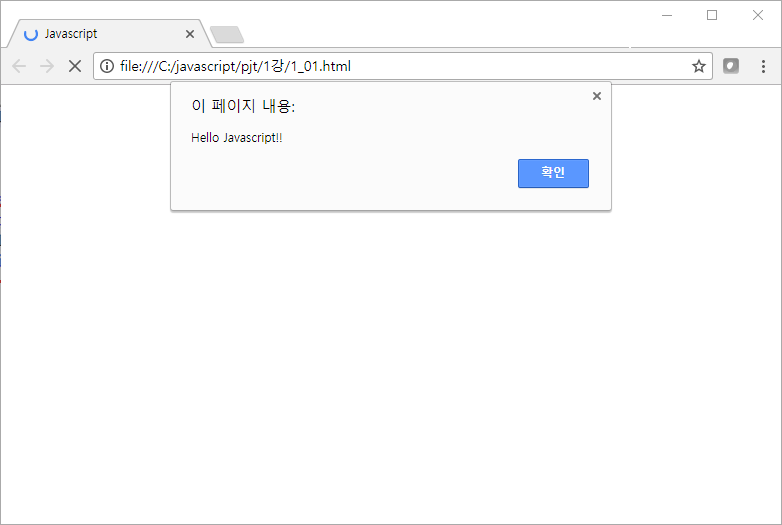 Javascript
file:///C:/javascript/pjt/1강/1_01.html
이 페이지 내용:
Hello Javascript!!
확인